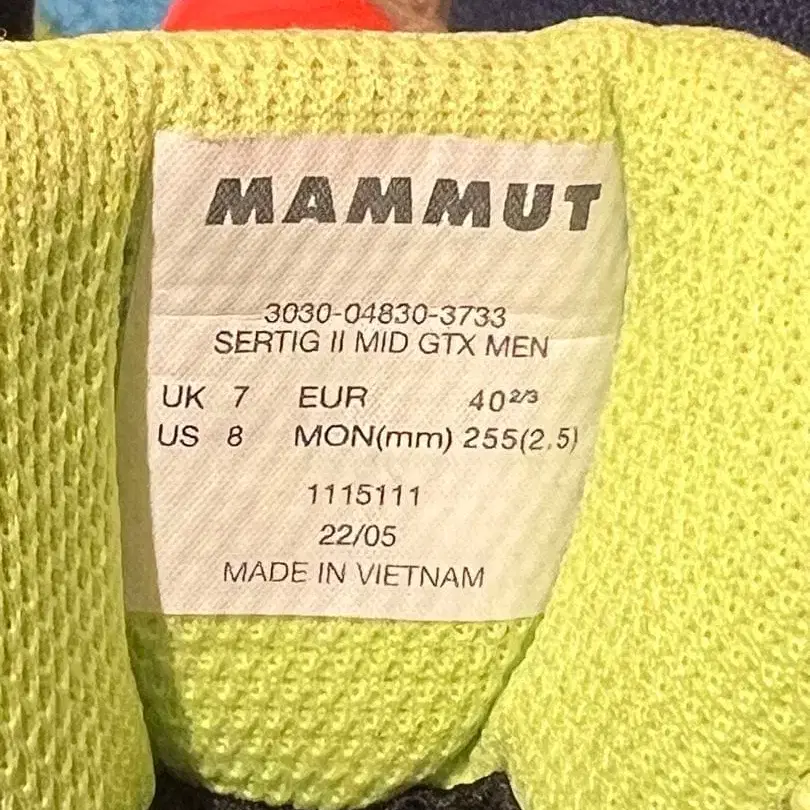 MAMMUT
3030-04830-3733
SERTIG II MID GTX MEN
UK 7 EUR 40 2/3
US 8 MON(mm) 255(2.5)
1115111
22/05
MADE IN VIETNAM